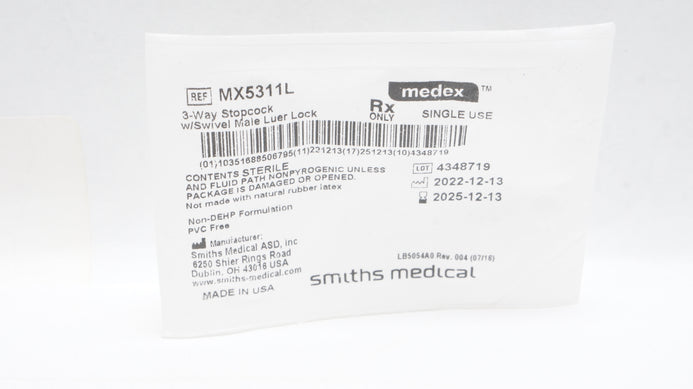 REF MX5311L
medex™
3-Way Stopcock
w/Swivel Male Luer Lock
Rx
ONLY
SINGLE USE
(01)10351688506795(11)221213(17)251213(10)4348719
CONTENTS STERILE
AND FLUID PATH NONPYROGENIC UNLESS
PACKAGE IS DAMAGED OR OPENED.
Not made with natural rubber latex
LOT 4348719
2022-12-13
2025-12-13
Non-DEHP Formulation
PVC Free
Manufacturer:
Smiths Medical ASD, Inc
6250 Shier Rings Road
Dublin, OH 43016 USA
www.smiths-medical.com
MADE IN USA
LB5054A0 Rev. 004 (07/16)
smiths medical